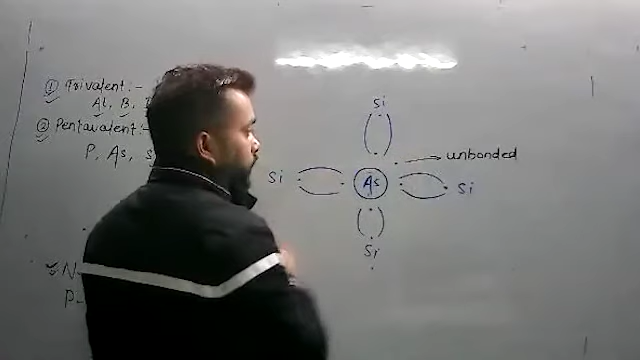 ① Trivalent:-
Al, B,
② Pentavalent:-
P, As, S
N-
P-
Si
unbonded
Si
As
Si
Si